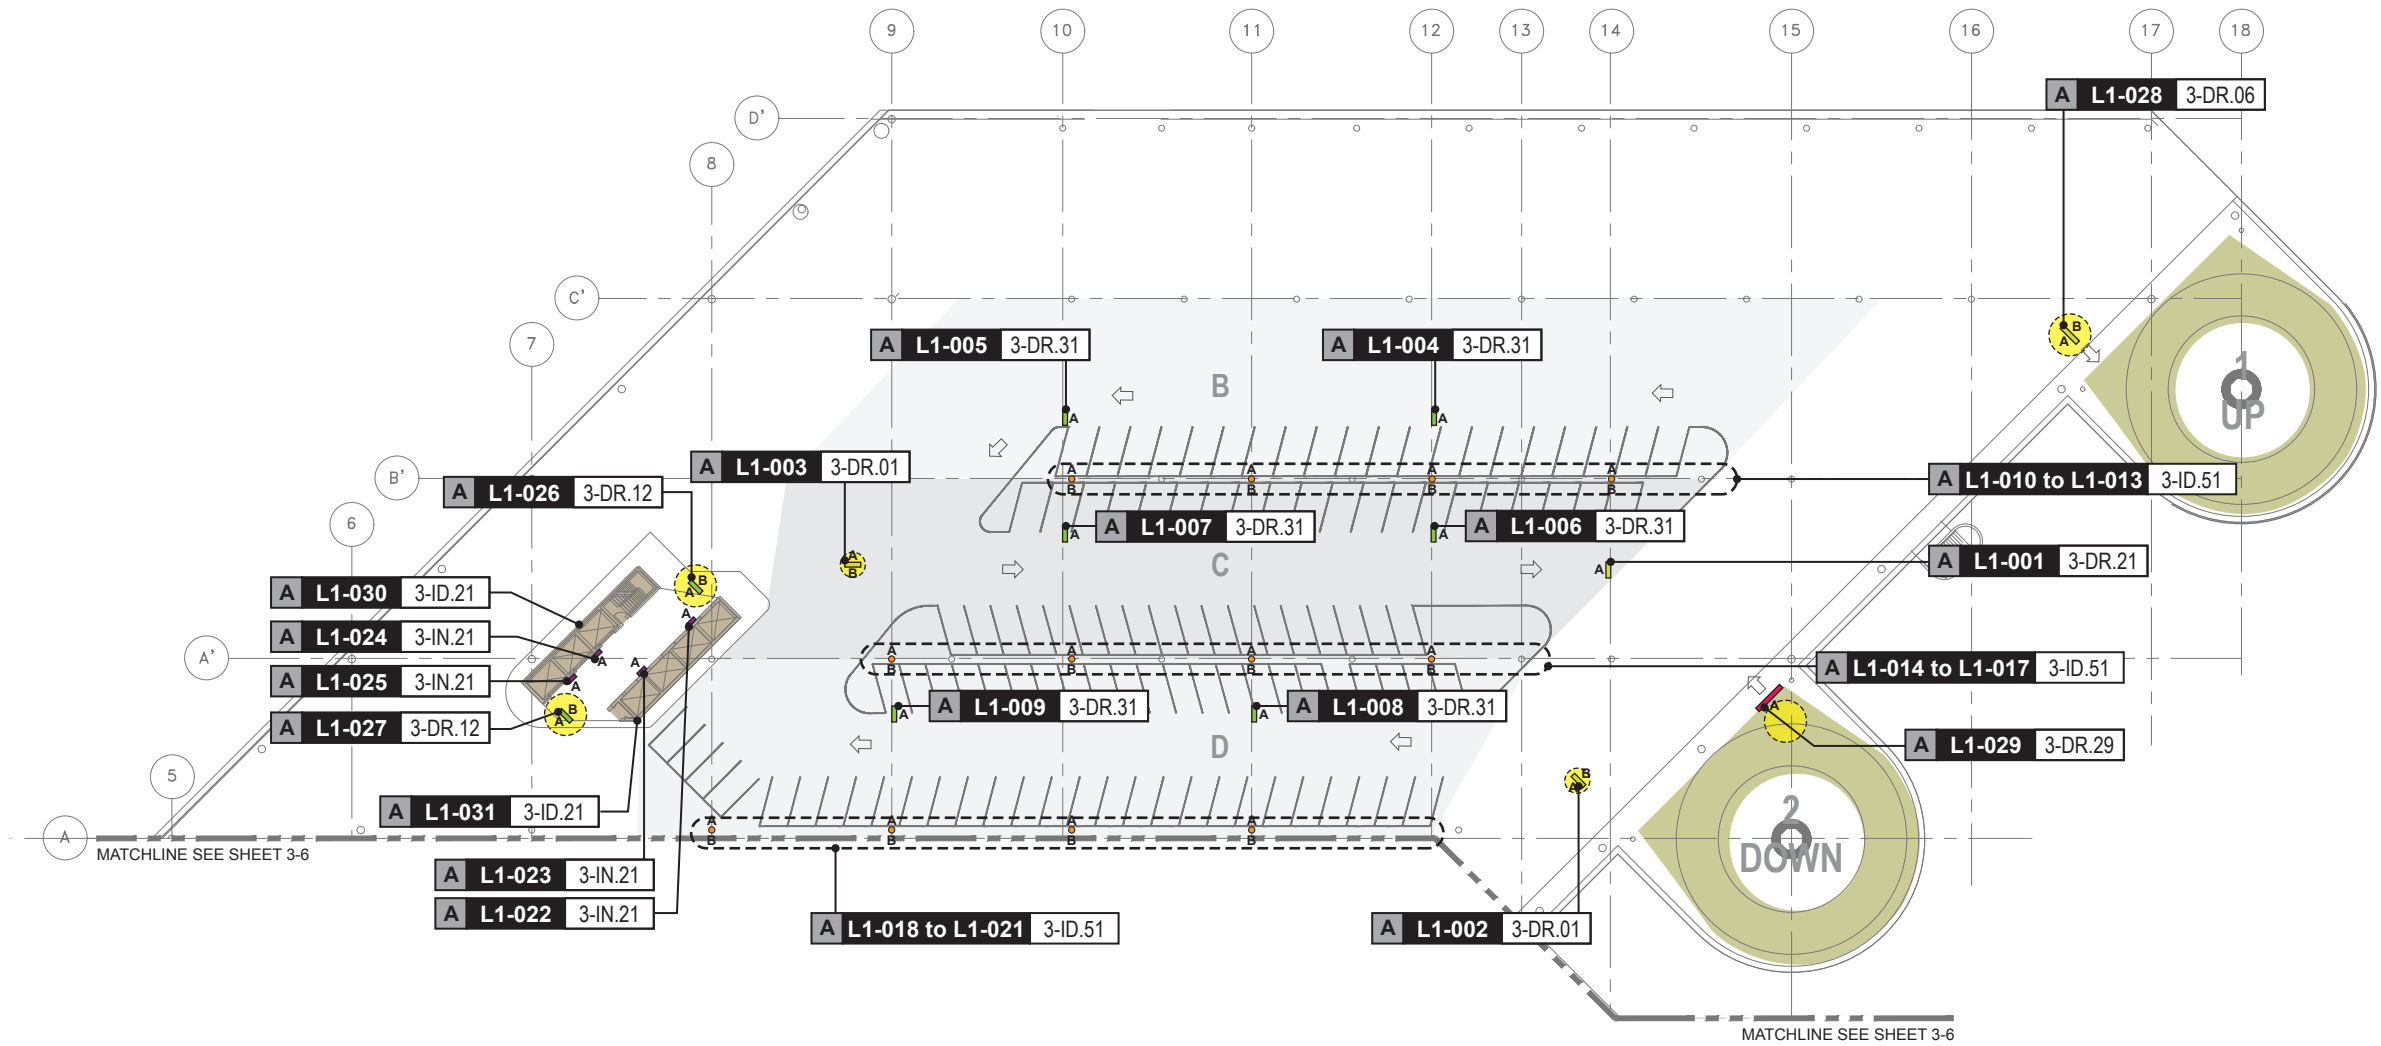 9 10 11 12 13 14 15 16 17 18
A L1-028 3-DR.06
D'
8
B
A
C'
7
A L1-005 3-DR.31
A L1-004 3-DR.31
B
1
UP
A
A
A L1-003 3-DR.01
B'
A L1-026 3-DR.12
A A A A
B B B B
A L1-010 to L1-013 3-ID.51
6
A L1-007 3-DR.31
A
A L1-006 3-DR.31
A
A
B
C
A
A L1-001 3-DR.21
B
A
A L1-030 3-ID.21
A
A L1-024 3-IN.21
A'
A
A
A A A A
B B B B
A L1-014 to L1-017 3-ID.51
A L1-025 3-IN.21
A
A L1-009 3-DR.31
A
A L1-008 3-DR.31
A
A
B
A
A L1-027 3-DR.12
D
A L1-029 3-DR.29
5
B
A
2
DOWN
A L1-031 3-ID.21
A
A A A A
B B B B
MATCHLINE SEE SHEET 3-6
A L1-023 3-IN.21
A L1-022 3-IN.21
A L1-018 to L1-021 3-ID.51
A L1-002 3-DR.01
MATCHLINE SEE SHEET 3-6